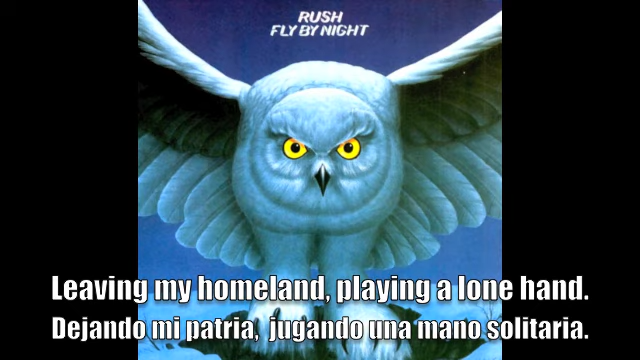 RUSH
FLY BY NIGHT
Leaving my homeland, playing a lone hand.
Dejando mi patria, jugando una mano solitaria.